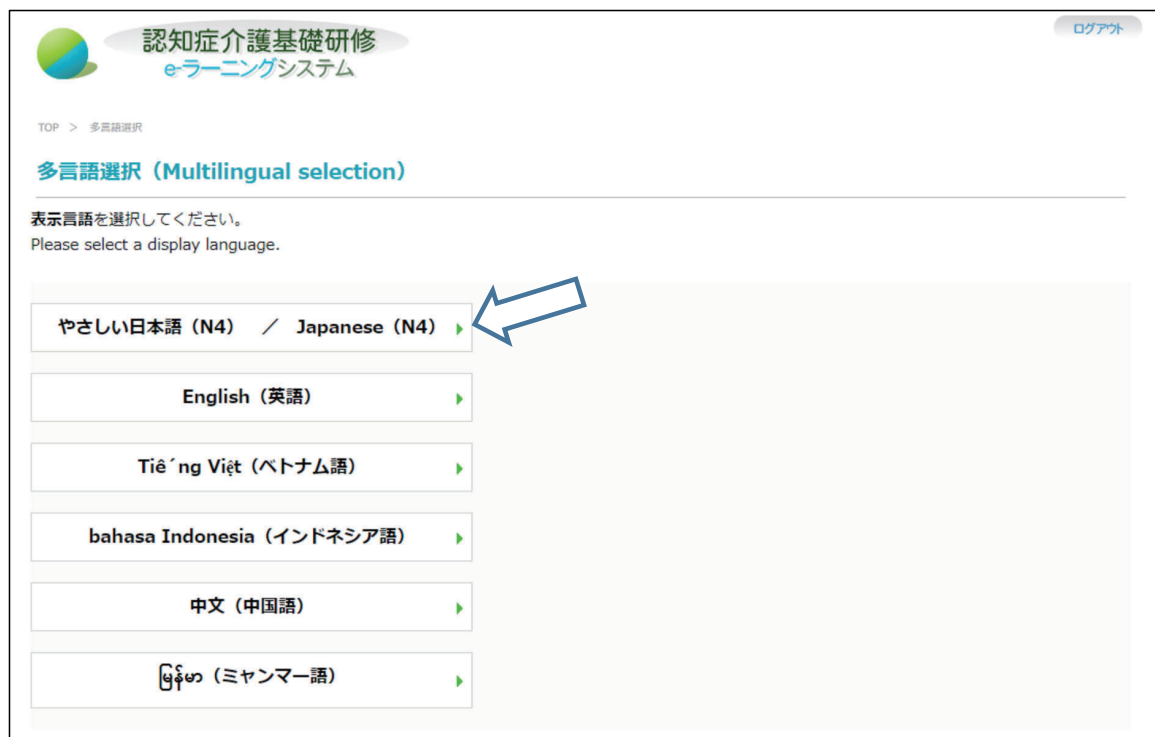 認知症介護基礎研修
e-ラーニングシステム
ログアウト
TOP ＞ 多言語選択
多言語選択（Multilingual selection）
表示言語を選択してください。
Please select a display language.
やさしい日本語（N4） ／ Japanese（N4）
English（英語）
Tiê´ng Việt（ベトナム語）
bahasa Indonesia（インドネシア語）
中文（中国語）
မြန်မာ（ミャンマー語）